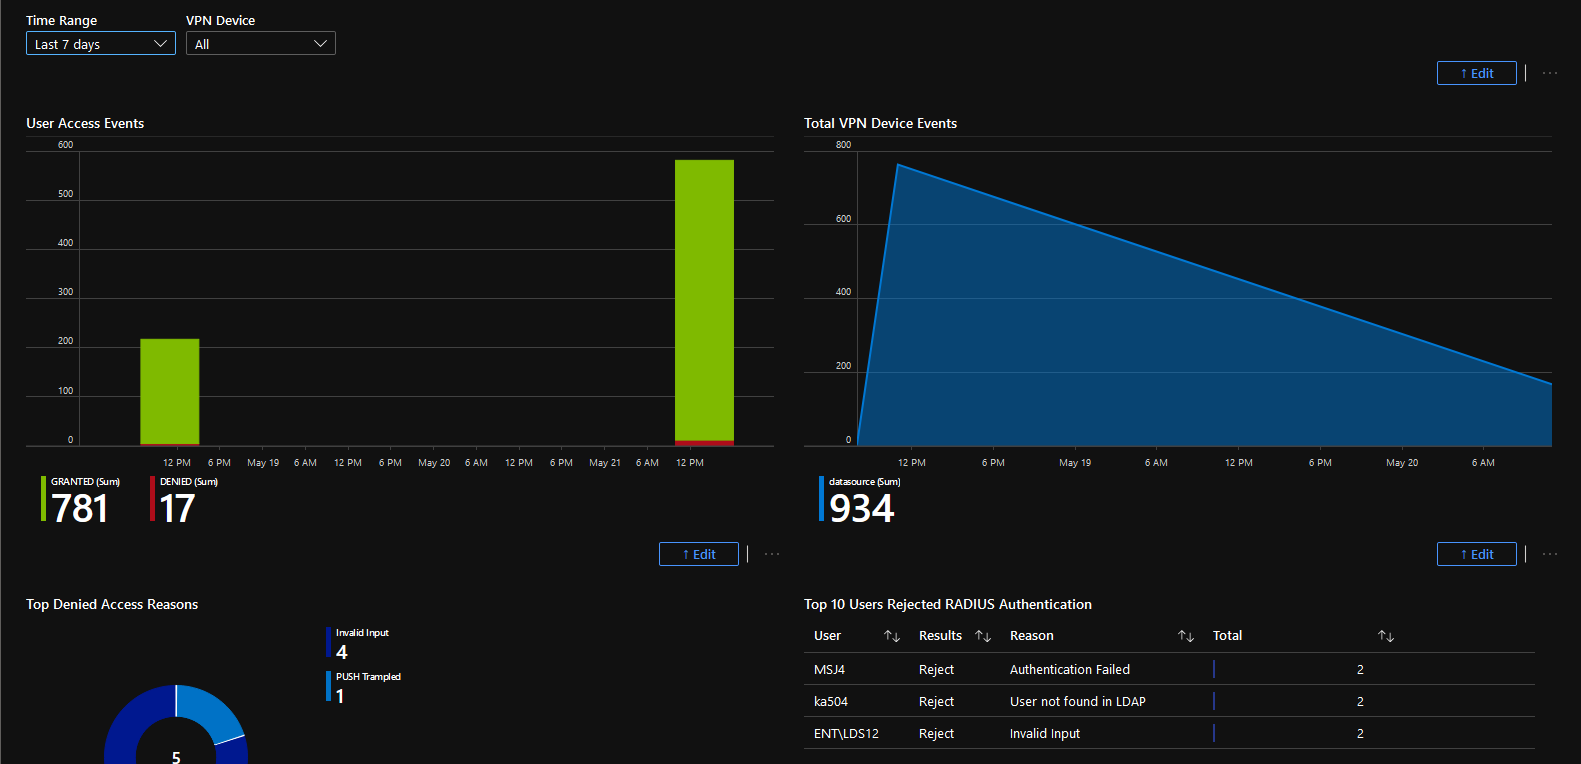 Time Range
VPN Device
Last 7 days
All
↑ Edit
···
User Access Events
600
500
400
300
200
100
0
12 PM 6 PM May 19 6 AM 12 PM 6 PM May 20 6 AM 12 PM 6 PM May 21 6 AM 12 PM
GRANTED (Sum)
781
DENIED (Sum)
17
Total VPN Device Events
800
600
400
200
0
12 PM 6 PM May 19 6 AM 12 PM 6 PM May 20 6 AM
datasource (Sum)
934
↑ Edit
···
↑ Edit
···
Top Denied Access Reasons
Invalid Input
4
PUSH Trampled
1
5
Top 10 Users Rejected RADIUS Authentication
User ↑↓ Results ↑↓ Reason ↑↓ Total ↑↓
MSJ4 Reject Authentication Failed 2
ka504 Reject User not found in LDAP 2
ENT\LDS12 Reject Invalid Input 2